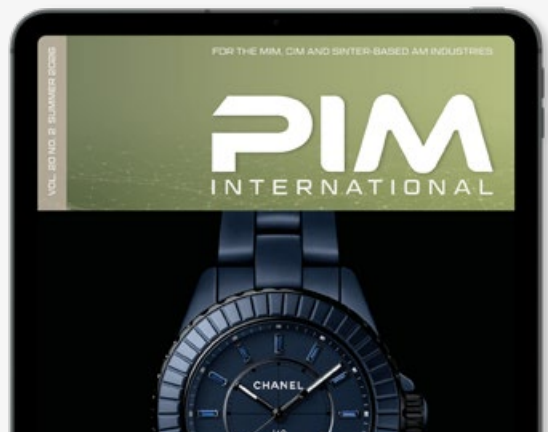 VOL. 20 NO. 2 SUMMER 2026
FOR THE MIM, CIM AND SINTER-BASED AM INDUSTRIES
PIM
INTERNATIONAL
CHANEL